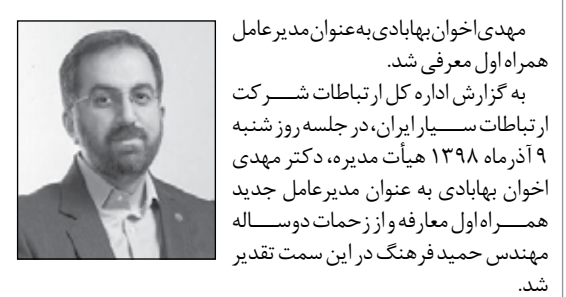 مهدی اخوان بهابادی به عنوان مدیر عامل
همراه اول معرفی شد.
به گزارش اداره کل ارتباطات شرکت
ارتباطات سیار ایران، در جلسه روز شنبه
۹ آذرماه ۱۳۹۸ هیأت مدیره، دکتر مهدی
اخوان بهابادی به عنوان مدیرعامل جدید
همراه اول معارفه و از زحمات دوساله
مهندس حمید فرهنگ در این سمت تقدیر
شد.